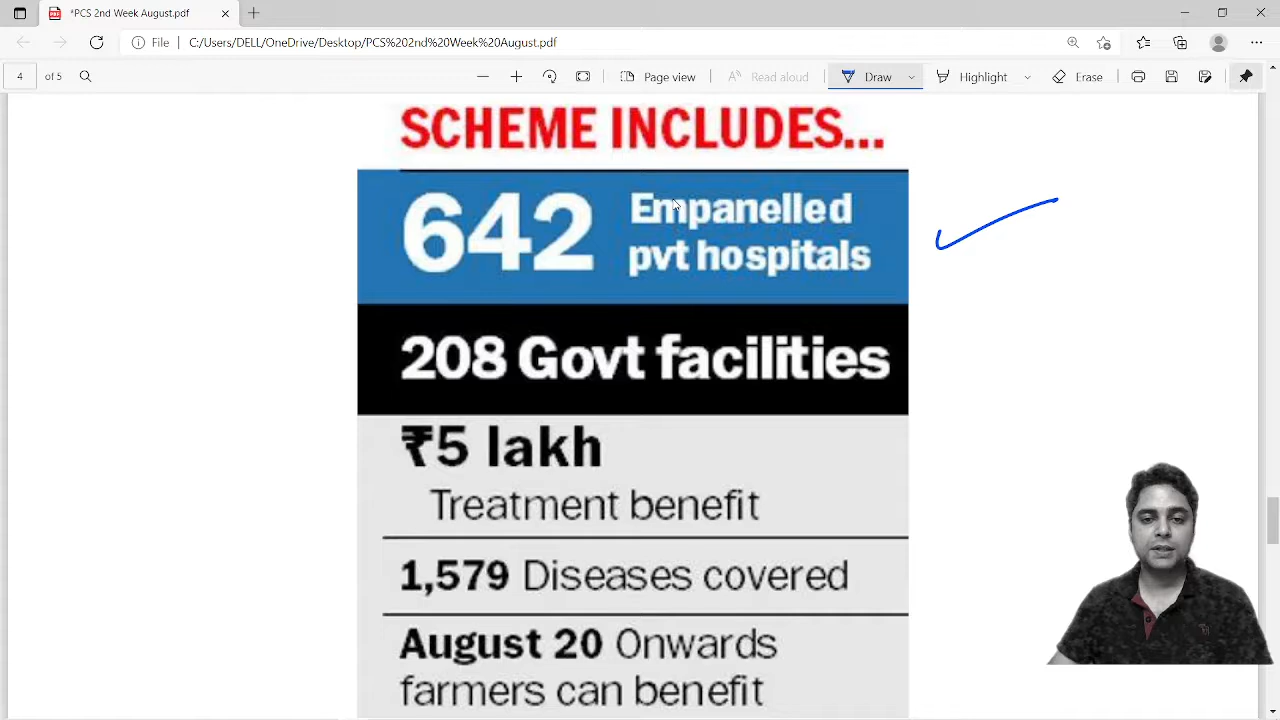 *PCS 2nd Week August.pdf
File C:/Users/DELL/OneDrive/Desktop/PCS%202nd%20Week%20August.pdf
4 of 5 Page view Read aloud Draw Highlight Erase
SCHEME INCLUDES...
642 Empanelled
pvt hospitals
208 Govt facilities
₹5 lakh
Treatment benefit
1,579 Diseases covered
August 20 Onwards
farmers can benefit